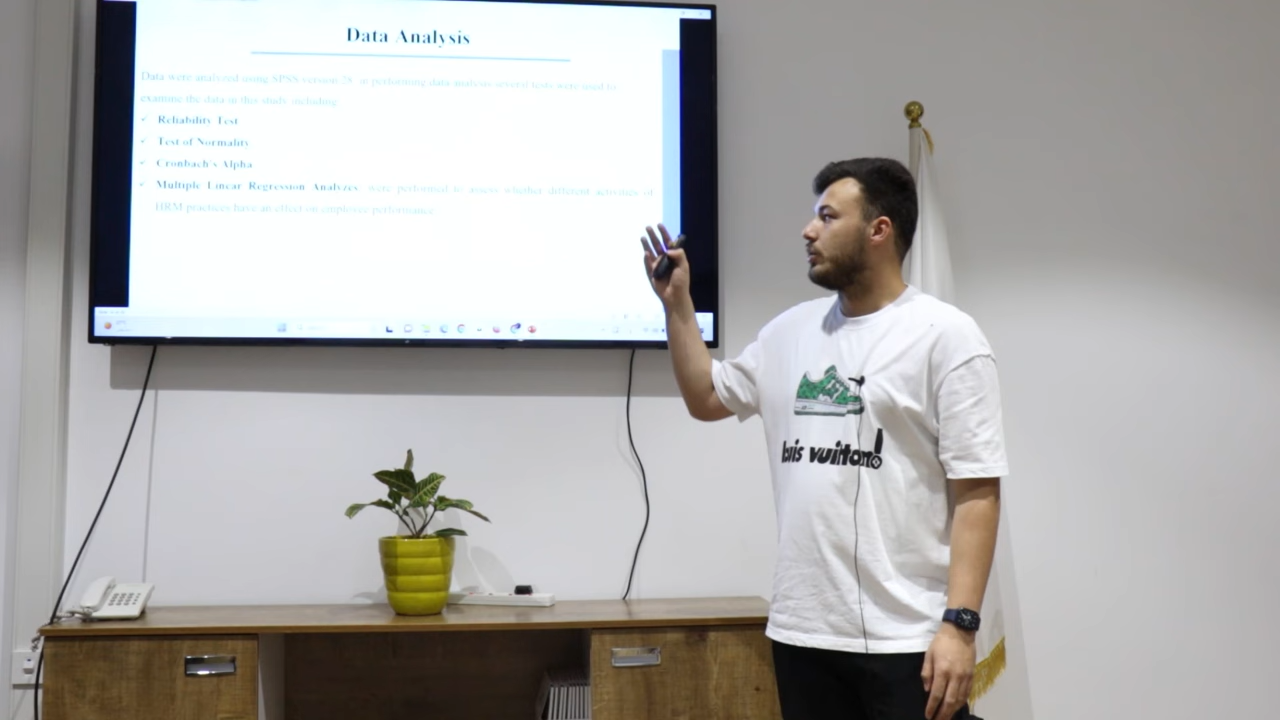 Data Analysis
Data were analyzed using SPSS version 28. in performing data analysis several tests were used to
examine the data in this study including:
Reliability Test
Test of Normality
Cronbach's Alpha
Multiple Linear Regression Analyzes: were performed to assess whether different activities of
HRM practices have an effect on employee performance
louis vuitton!